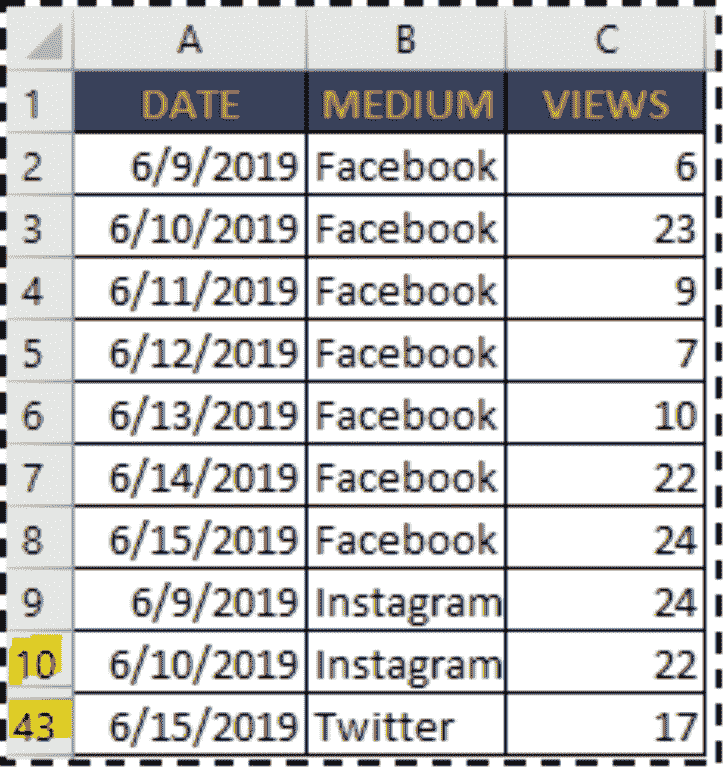 A B C
1 DATE MEDIUM VIEWS
2 6/9/2019 Facebook 6
3 6/10/2019 Facebook 23
4 6/11/2019 Facebook 9
5 6/12/2019 Facebook 7
6 6/13/2019 Facebook 10
7 6/14/2019 Facebook 22
8 6/15/2019 Facebook 24
9 6/9/2019 Instagram 24
10 6/10/2019 Instagram 22
43 6/15/2019 Twitter 17